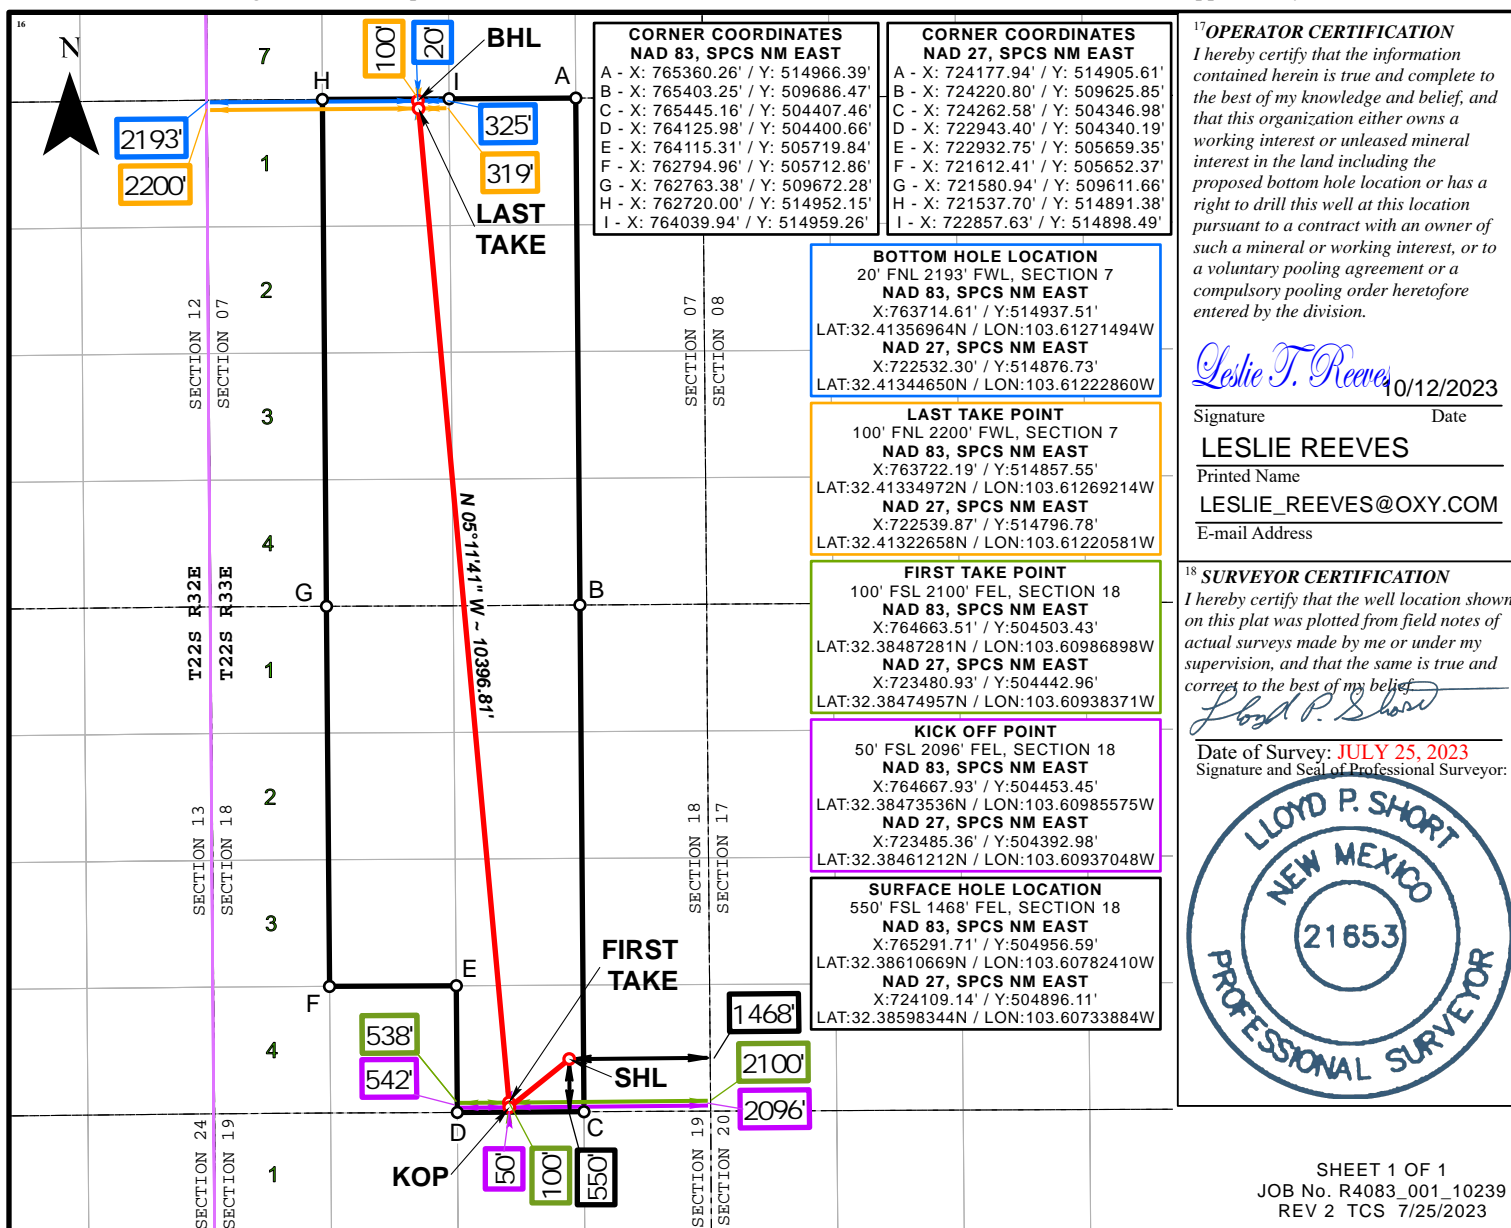 16
N
7
1
2
3
4
1
2
3
4
1
H
I
A
G
B
F
E
D
C
100'
20'
BHL
2193'
2200'
325'
319'
LAST
TAKE
SECTION 12
SECTION 07
SECTION 07
SECTION 08
T22S R32E
T22S R33E
N 05°11'41" W ~ 10396.81'
SECTION 13
SECTION 18
SECTION 18
SECTION 17
FIRST
TAKE
538'
542'
1468'
SHL
2100'
2096'
KOP
50'
100'
550'
SECTION 24
SECTION 19
SECTION 19
SECTION 20
CORNER COORDINATES
NAD 83, SPCS NM EAST
A - X: 765360.26' / Y: 514966.39'
B - X: 765403.25' / Y: 509686.47'
C - X: 765445.16' / Y: 504407.46'
D - X: 764125.98' / Y: 504400.66'
E - X: 764115.31' / Y: 505719.84'
F - X: 762794.96' / Y: 505712.86'
G - X: 762763.38' / Y: 509672.28'
H - X: 762720.00' / Y: 514952.15'
I - X: 764039.94' / Y: 514959.26'
CORNER COORDINATES
NAD 27, SPCS NM EAST
A - X: 724177.94' / Y: 514905.61'
B - X: 724220.80' / Y: 509625.85'
C - X: 724262.58' / Y: 504346.98'
D - X: 722943.40' / Y: 504340.19'
E - X: 722932.75' / Y: 505659.35'
F - X: 721612.41' / Y: 505652.37'
G - X: 721580.94' / Y: 509611.66'
H - X: 721537.70' / Y: 514891.38'
I - X: 722857.63' / Y: 514898.49'
BOTTOM HOLE LOCATION
20' FNL 2193' FWL, SECTION 7
NAD 83, SPCS NM EAST
X:763714.61' / Y:514937.51'
LAT:32.41356964N / LON:103.61271494W
NAD 27, SPCS NM EAST
X:722532.30' / Y:514876.73'
LAT:32.41344650N / LON:103.61222860W
LAST TAKE POINT
100' FNL 2200' FWL, SECTION 7
NAD 83, SPCS NM EAST
X:763722.19' / Y:514857.55'
LAT:32.41334972N / LON:103.61269214W
NAD 27, SPCS NM EAST
X:722539.87' / Y:514796.78'
LAT:32.41322658N / LON:103.61220581W
FIRST TAKE POINT
100' FSL 2100' FEL, SECTION 18
NAD 83, SPCS NM EAST
X:764663.51' / Y:504503.43'
LAT:32.38487281N / LON:103.60986898W
NAD 27, SPCS NM EAST
X:723480.93' / Y:504442.96'
LAT:32.38474957N / LON:103.60938371W
KICK OFF POINT
50' FSL 2096' FEL, SECTION 18
NAD 83, SPCS NM EAST
X:764667.93' / Y:504453.45'
LAT:32.38473536N / LON:103.60985575W
NAD 27, SPCS NM EAST
X:723485.36' / Y:504392.98'
LAT:32.38461212N / LON:103.60937048W
SURFACE HOLE LOCATION
550' FSL 1468' FEL, SECTION 18
NAD 83, SPCS NM EAST
X:765291.71' / Y:504956.59'
LAT:32.38610669N / LON:103.60782410W
NAD 27, SPCS NM EAST
X:724109.14' / Y:504896.11'
LAT:32.38598344N / LON:103.60733884W
17 OPERATOR CERTIFICATION
I hereby certify that the information
contained herein is true and complete to
the best of my knowledge and belief, and
that this organization either owns a
working interest or unleased mineral
interest in the land including the
proposed bottom hole location or has a
right to drill this well at this location
pursuant to a contract with an owner of
such a mineral or working interest, or to
a voluntary pooling agreement or a
compulsory pooling order heretofore
entered by the division.
Leslie T. Reeves 10/12/2023
Signature Date
LESLIE REEVES
Printed Name
LESLIE_REEVES@OXY.COM
E-mail Address
18 SURVEYOR CERTIFICATION
I hereby certify that the well location shown
on this plat was plotted from field notes of
actual surveys made by me or under my
supervision, and that the same is true and
correct to the best of my belief.
Lloyd P. Short
Date of Survey: JULY 25, 2023
Signature and Seal of Professional Surveyor:
LLOYD P. SHORT
NEW MEXICO
21653
PROFESSIONAL SURVEYOR
SHEET 1 OF 1
JOB No. R4083_001_10239
REV 2 TCS 7/25/2023